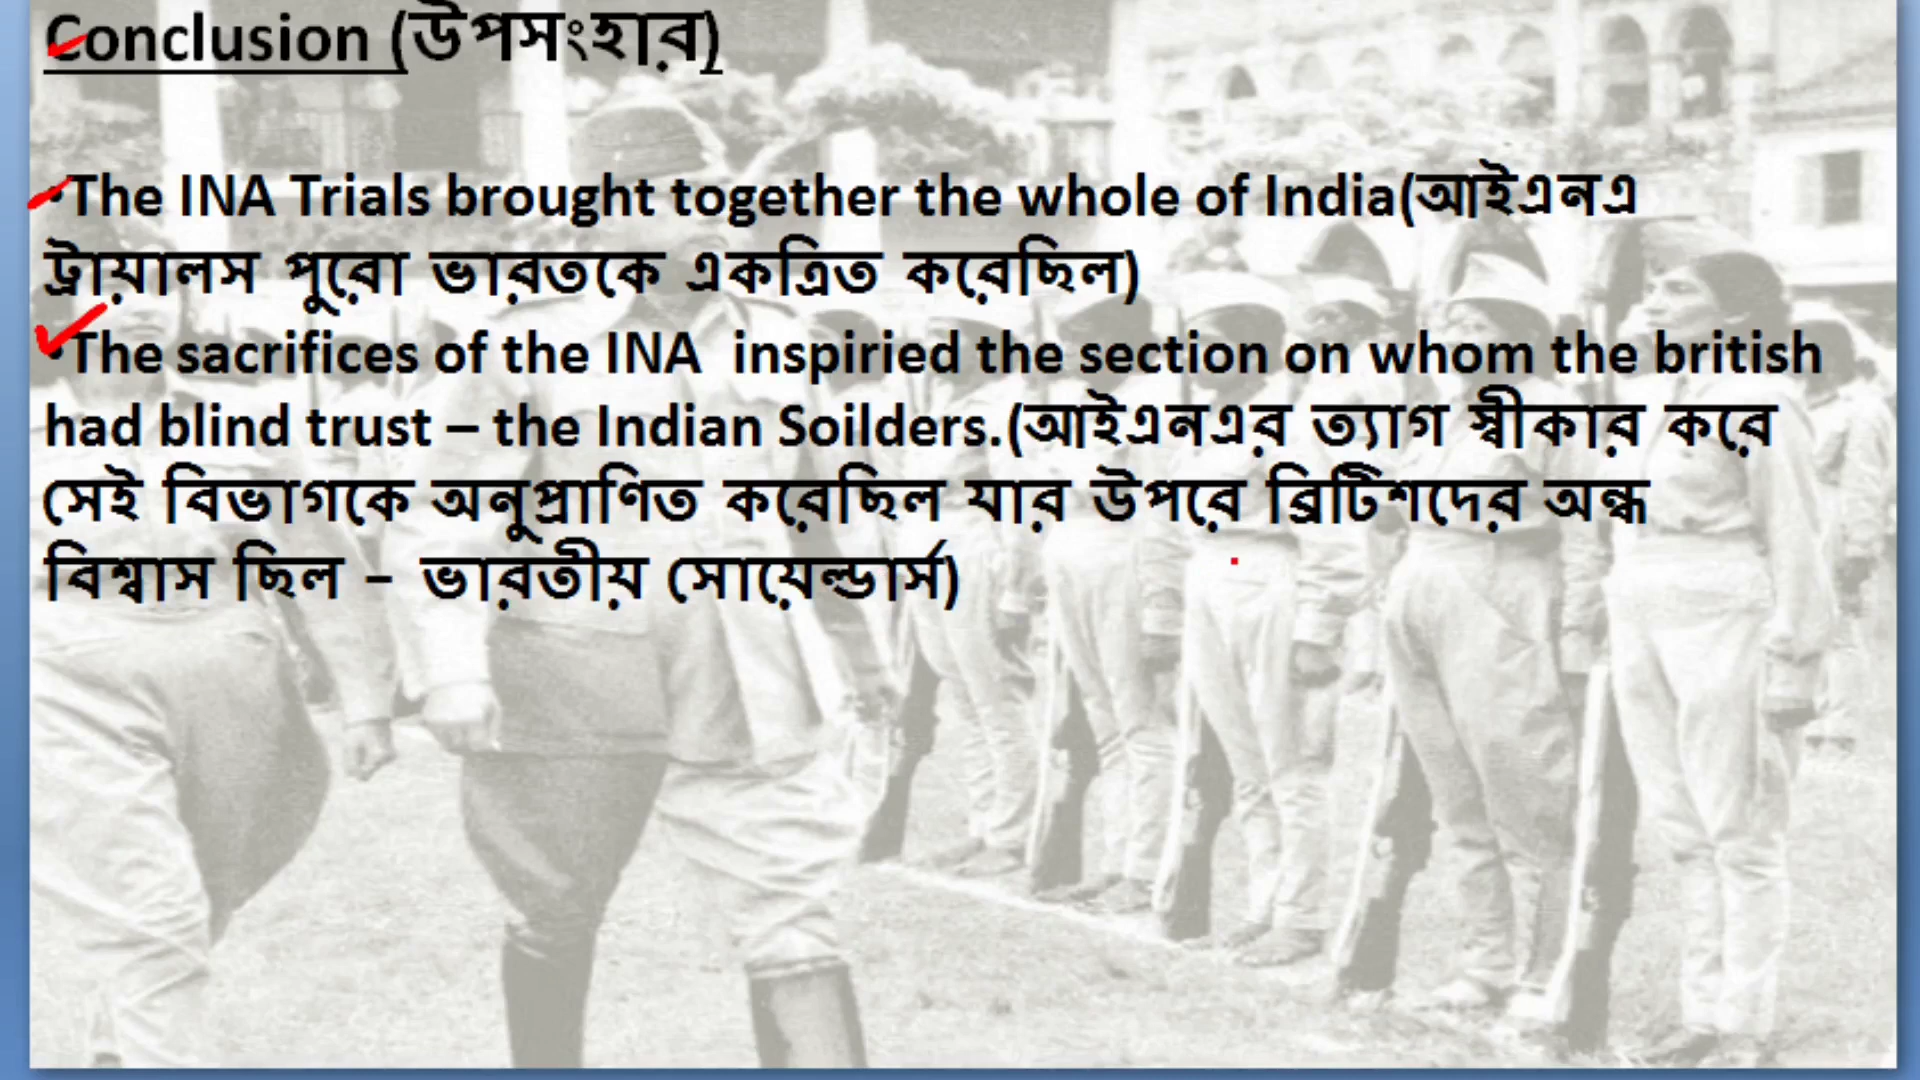 Conclusion (উপসংহার)
•The INA Trials brought together the whole of India(আইএনএ
ট্রায়ালস পুরো ভারতকে একত্রিত করেছিল)
•The sacrifices of the INA inspiried the section on whom the british
had blind trust – the Indian Soilders.(আইএনএর ত্যাগ স্বীকার করে
সেই বিভাগকে অনুপ্রাণিত করেছিল যার উপরে ব্রিটিশদের অন্ধ
বিশ্বাস ছিল – ভারতীয় সোয়েল্ডার্স)